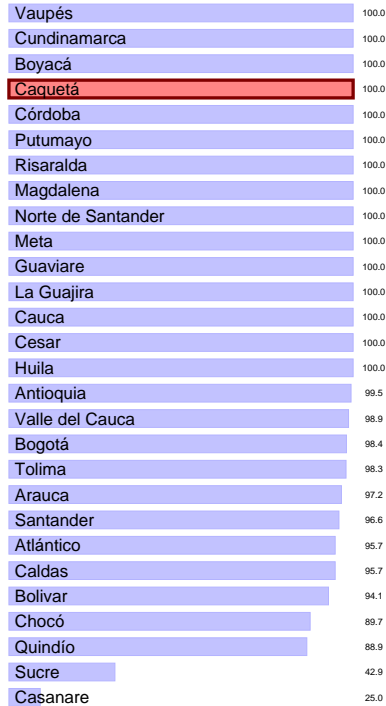 Vaupés 100.0
Cundinamarca 100.0
Boyacá 100.0
Caquetá 100.0
Córdoba 100.0
Putumayo 100.0
Risaralda 100.0
Magdalena 100.0
Norte de Santander 100.0
Meta 100.0
Guaviare 100.0
La Guajira 100.0
Cauca 100.0
Cesar 100.0
Huila 100.0
Antioquia 99.5
Valle del Cauca 98.9
Bogotá 98.4
Tolima 98.3
Arauca 97.2
Santander 96.6
Atlántico 95.7
Caldas 95.7
Bolivar 94.1
Chocó 89.7
Quindío 88.9
Sucre 42.9
Casanare 25.0